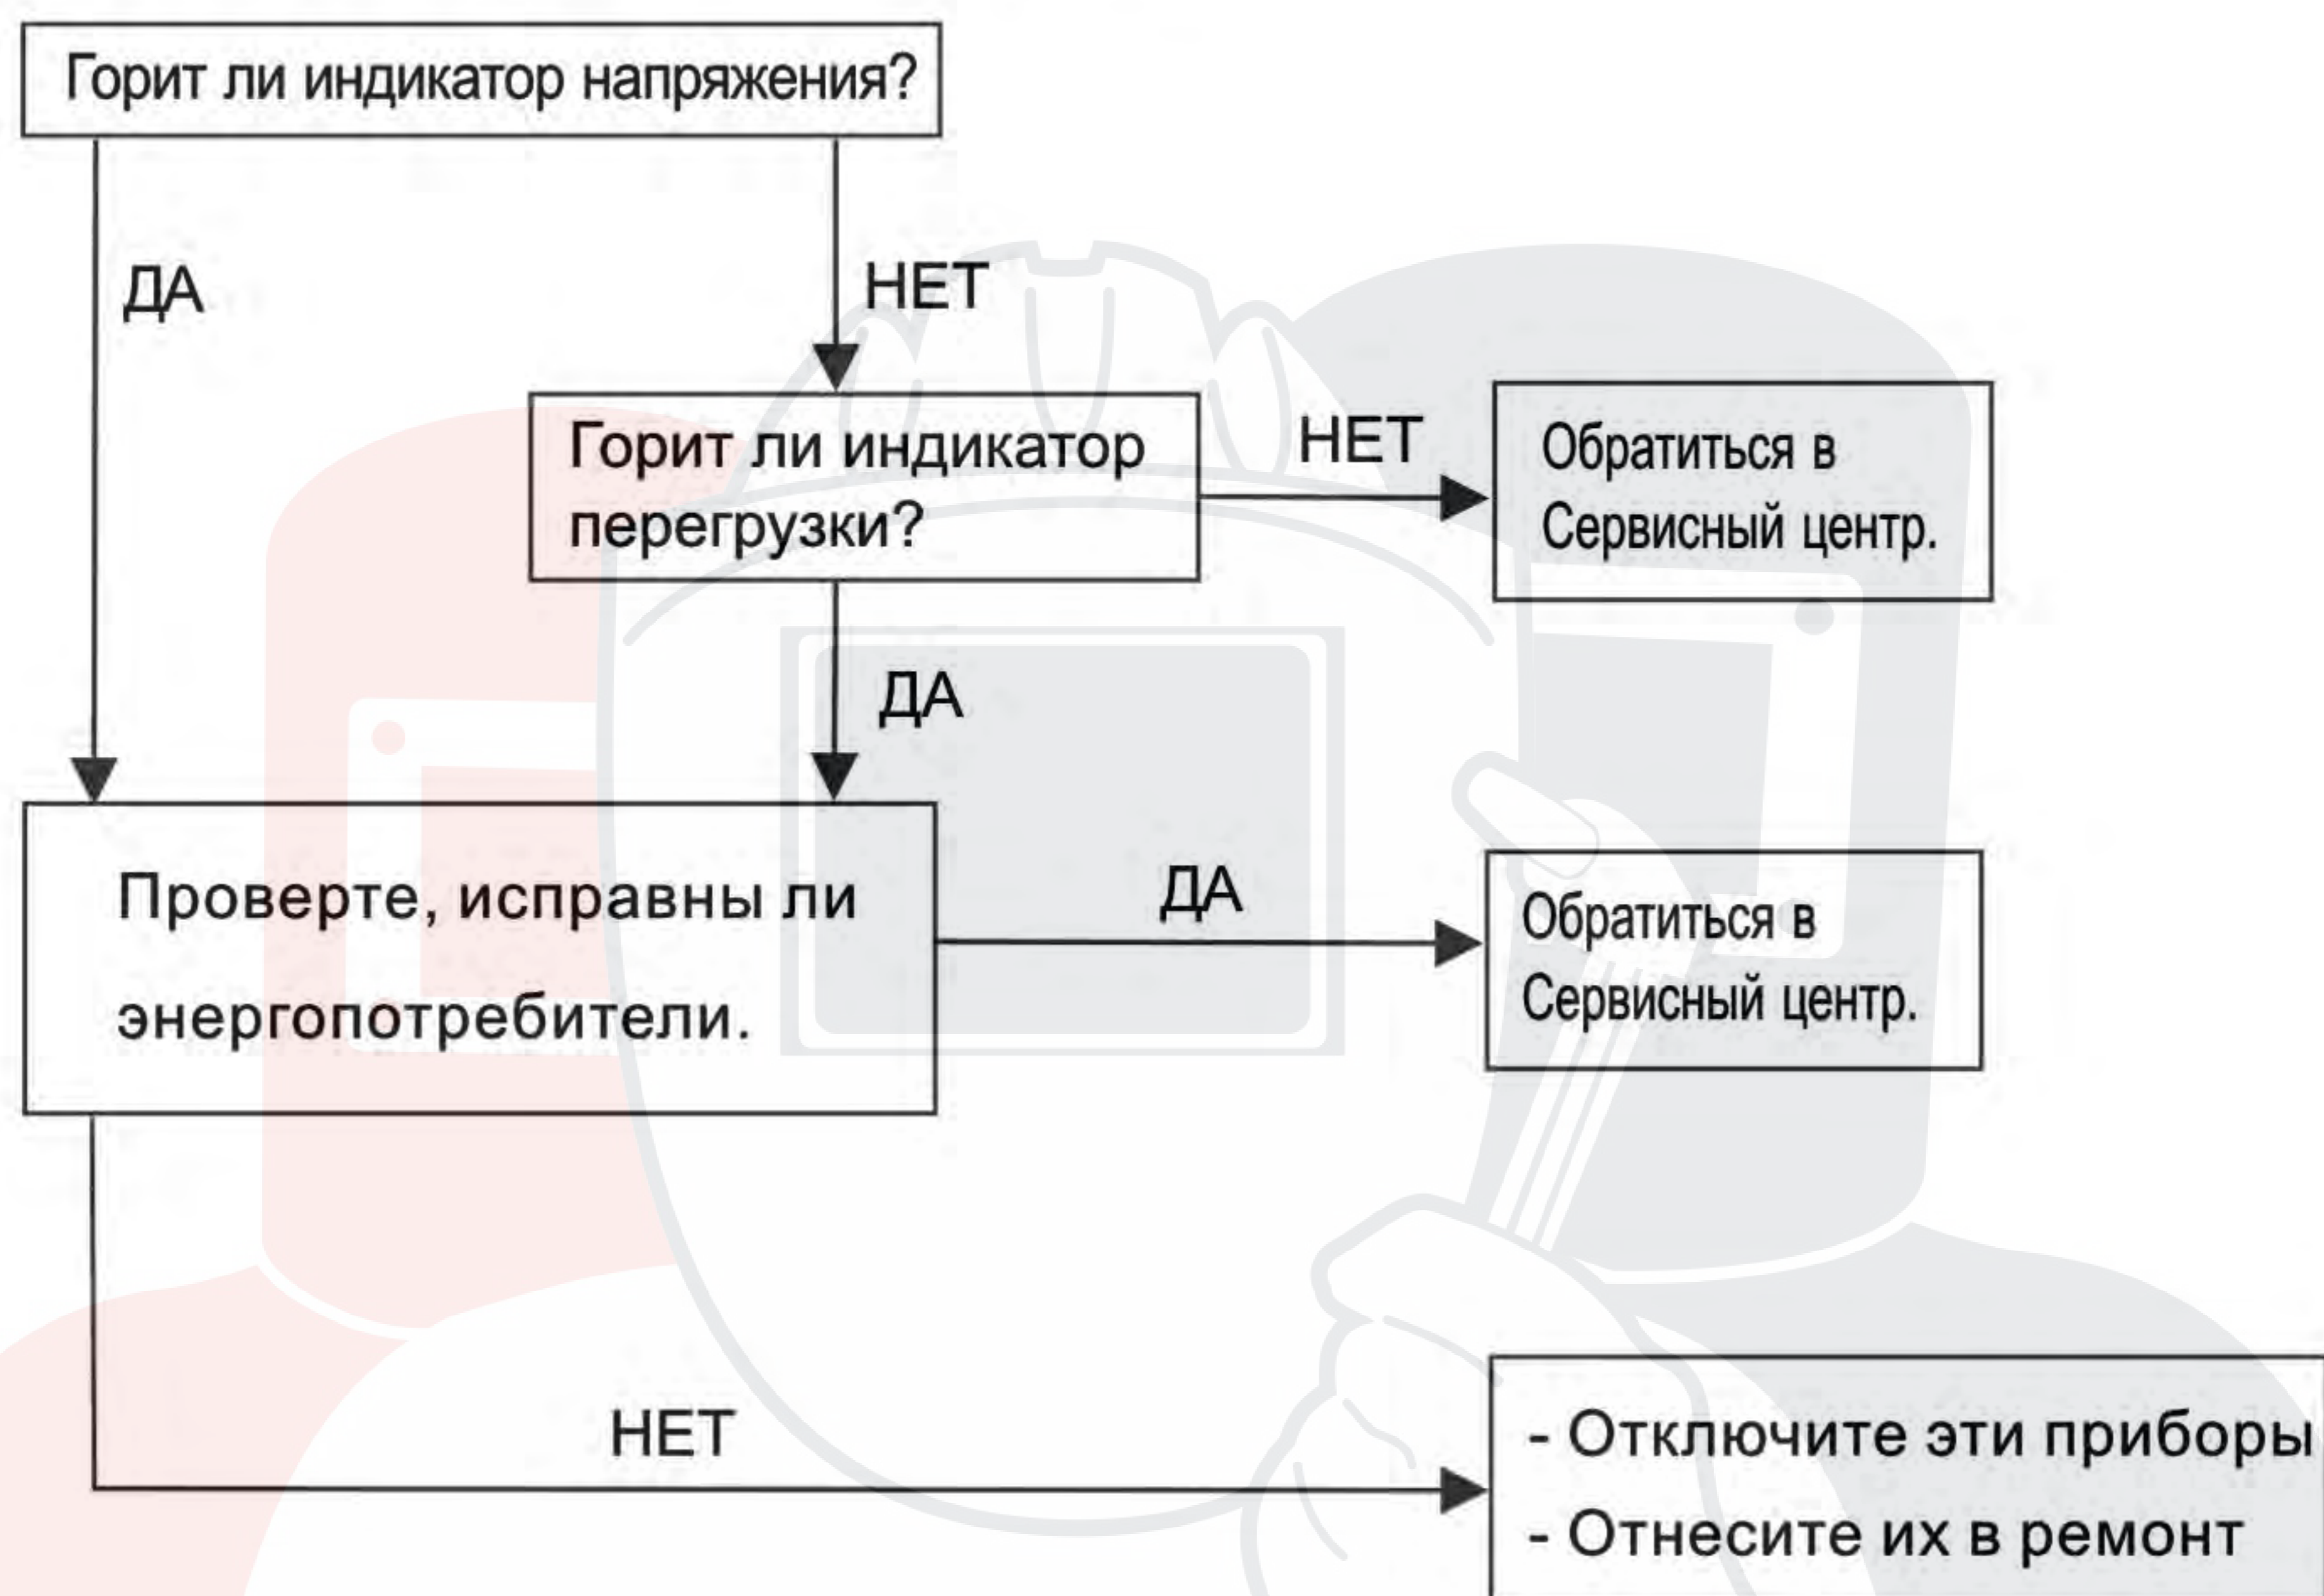 Горит ли индикатор напряжения?
ДА
НЕТ
Горит ли индикатор
перегрузки?
НЕТ
Обратиться в
Сервисный центр.
ДА
Проверте, исправны ли
энергопотребители.
ДА
Обратиться в
Сервисный центр.
НЕТ
- Отключите эти приборы
- Отнесите их в ремонт